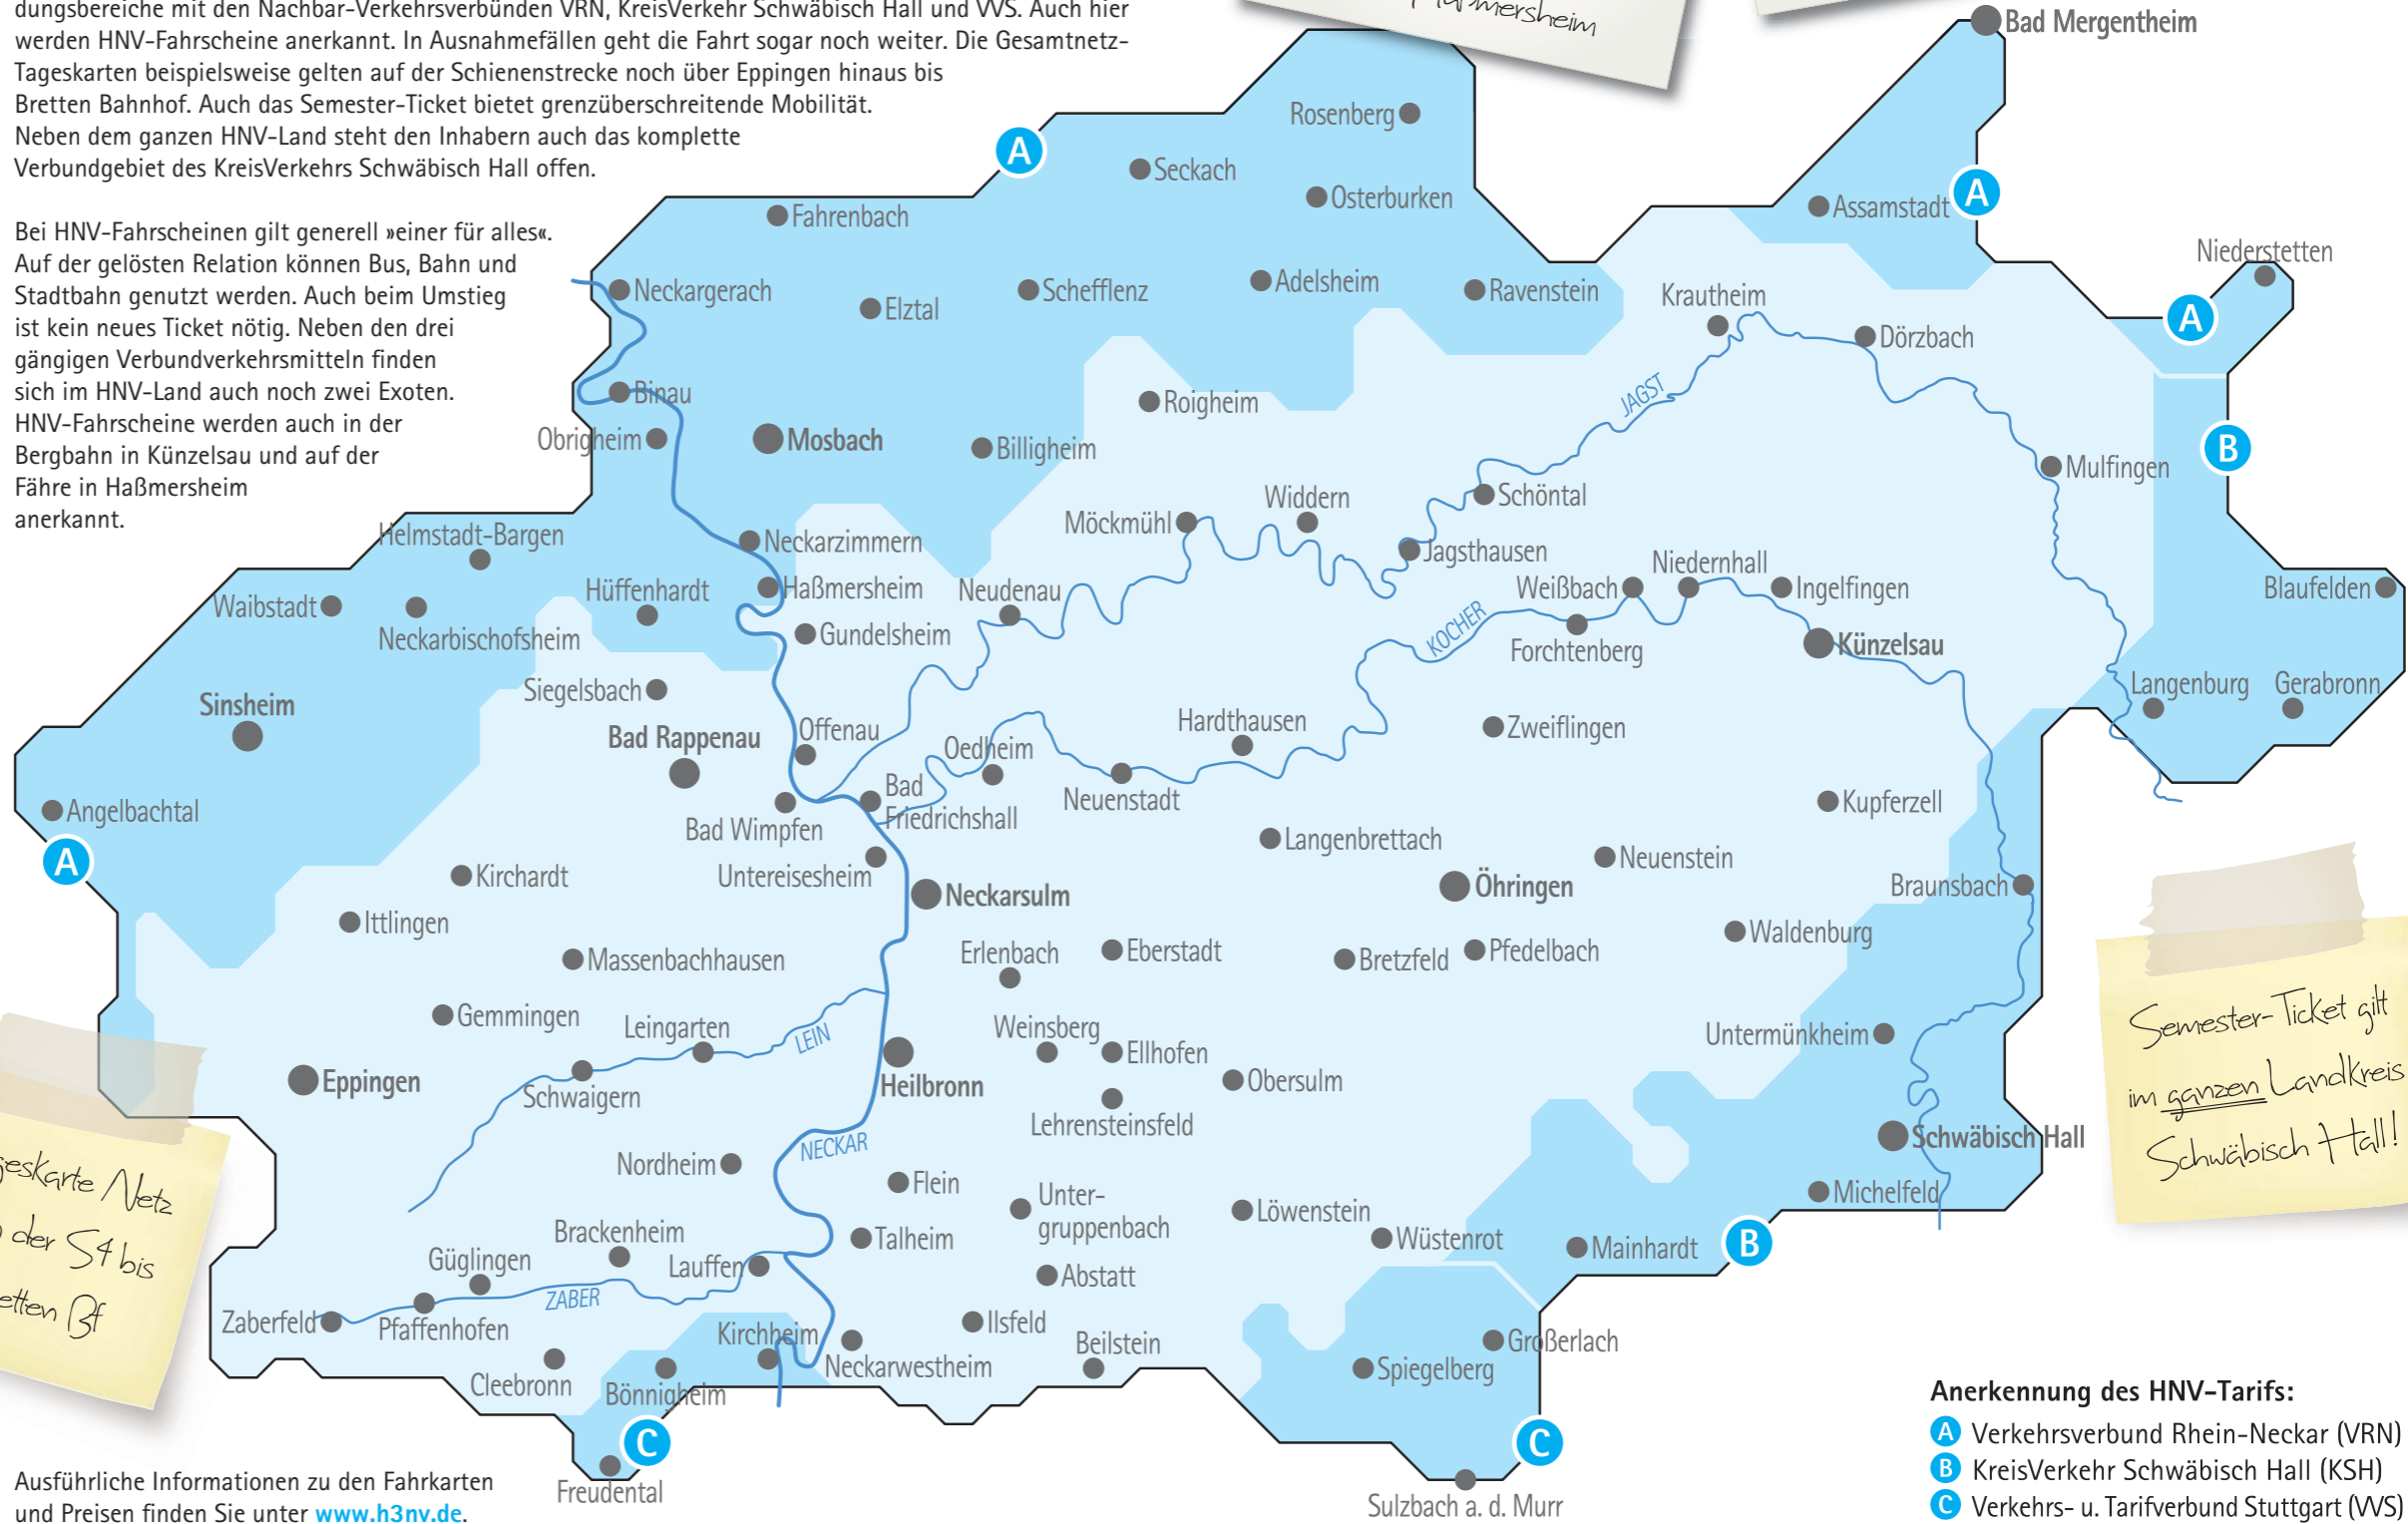 dungsbereiche mit den Nachbar-Verkehrsverbünden VRN, KreisVerkehr Schwäbisch Hall und VVS. Auch hier
werden HNV-Fahrscheine anerkannt. In Ausnahmefällen geht die Fahrt sogar noch weiter. Die Gesamtnetz-
Tageskarten beispielsweise gelten auf der Schienenstrecke noch über Eppingen hinaus bis
Bretten Bahnhof. Auch das Semester-Ticket bietet grenzüberschreitende Mobilität.
Neben dem ganzen HNV-Land steht den Inhabern auch das komplette
Verbundgebiet des KreisVerkehrs Schwäbisch Hall offen.
Bei HNV-Fahrscheinen gilt generell »einer für alles«.
Auf der gelösten Relation können Bus, Bahn und
Stadtbahn genutzt werden. Auch beim Umstieg
ist kein neues Ticket nötig. Neben den drei
gängigen Verbundverkehrsmitteln finden
sich im HNV-Land auch noch zwei Exoten.
HNV-Fahrscheine werden auch in der
Bergbahn in Künzelsau und auf der
Fähre in Haßmersheim
anerkannt.
Bad Mergentheim
Rosenberg
A
Seckach
Osterburken
Assamstadt
A
Fahrenbach
Niederstetten
Neckargerach
Elztal
Schefflenz
Adelsheim
Ravenstein
Krautheim
Dörzbach
A
Binau
Roigheim
JAGST
Obrigheim
Mosbach
Billigheim
B
Mulfingen
Möckmühl
Widdern
Schöntal
Helmstadt-Bargen
Neckarzimmern
Jagsthausen
Waibstadt
Neckarbischofsheim
Hüffenhardt
Haßmersheim
Neudenau
Weißbach
Niedernhall
Ingelfingen
Blaufelden
Gundelsheim
KOCHER
Forchtenberg
Künzelsau
Sinsheim
Siegelsbach
Langenburg
Gerabronn
Bad Rappenau
Offenau
Oedheim
Hardthausen
Zweiflingen
Angelbachtal
Bad Wimpfen
Bad
Friedrichshall
Neuenstadt
Kupferzell
A
Kirchardt
Untereisesheim
Langenbrettach
Neuenstein
Neckarsulm
Öhringen
Braunsbach
Ittlingen
Massenbachhausen
Erlenbach
Eberstadt
Bretzfeld
Pfedelbach
Waldenburg
Gemmingen
Leingarten
LEIN
Weinsberg
Ellhofen
Untermünkheim
Semester-Ticket gilt
im ganzen Landkreis
Schwäbisch Hall!
Eppingen
Schwaigern
Heilbronn
Obersulm
Lehrensteinsfeld
NECKAR
Schwäbisch Hall
Nordheim
Flein
Unter-
gruppenbach
Löwenstein
Michelfeld
Netz
der S4 bis
Bf
Brackenheim
Talheim
Wüstenrot
Mainhardt
B
Güglingen
Lauffen
Abstatt
ZABER
Zaberfeld
Pfaffenhofen
Kirchheim
Neckarwestheim
Ilsfeld
Beilstein
Großerlach
Spiegelberg
Cleebronn
Bönnigheim
C
C
Freudental
Sulzbach a. d. Murr
Ausführliche Informationen zu den Fahrkarten
und Preisen finden Sie unter www.h3nv.de.
Anerkennung des HNV-Tarifs:
A Verkehrsverbund Rhein-Neckar (VRN)
B KreisVerkehr Schwäbisch Hall (KSH)
C Verkehrs- u. Tarifverbund Stuttgart (VVS)